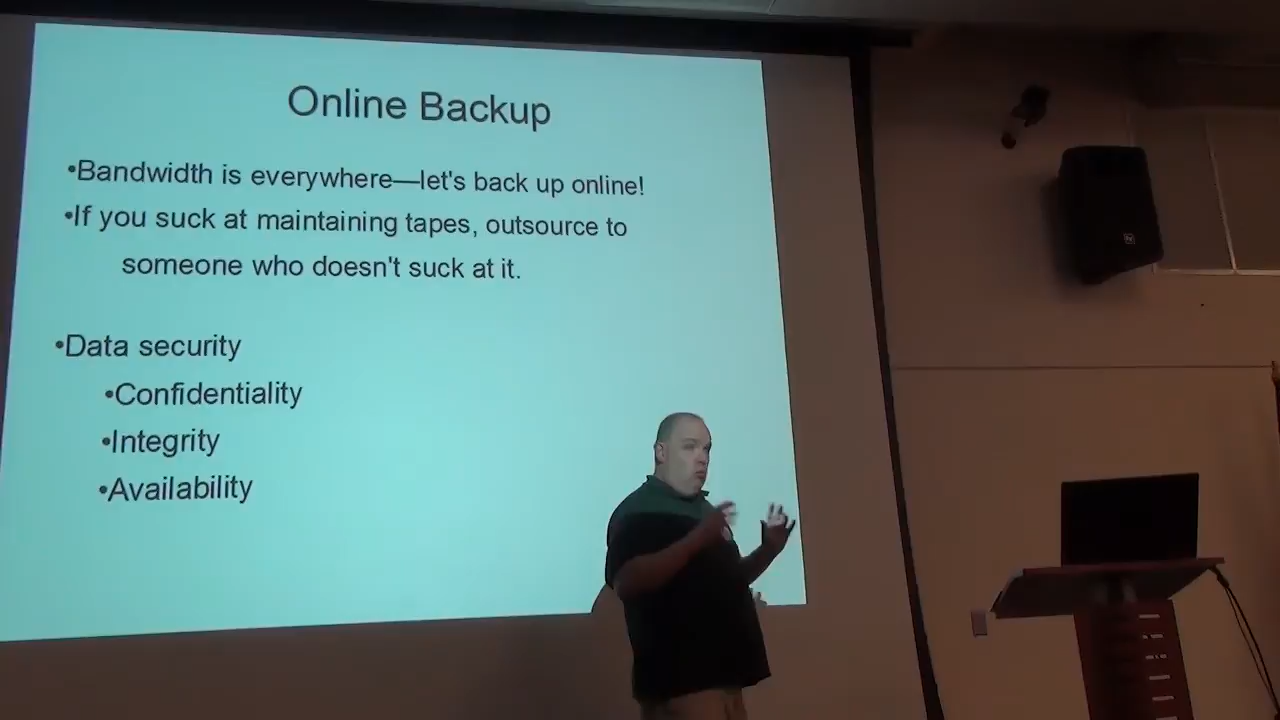 Online Backup
•Bandwidth is everywhere—let's back up online!
•If you suck at maintaining tapes, outsource to
someone who doesn't suck at it.
•Data security
•Confidentiality
•Integrity
•Availability